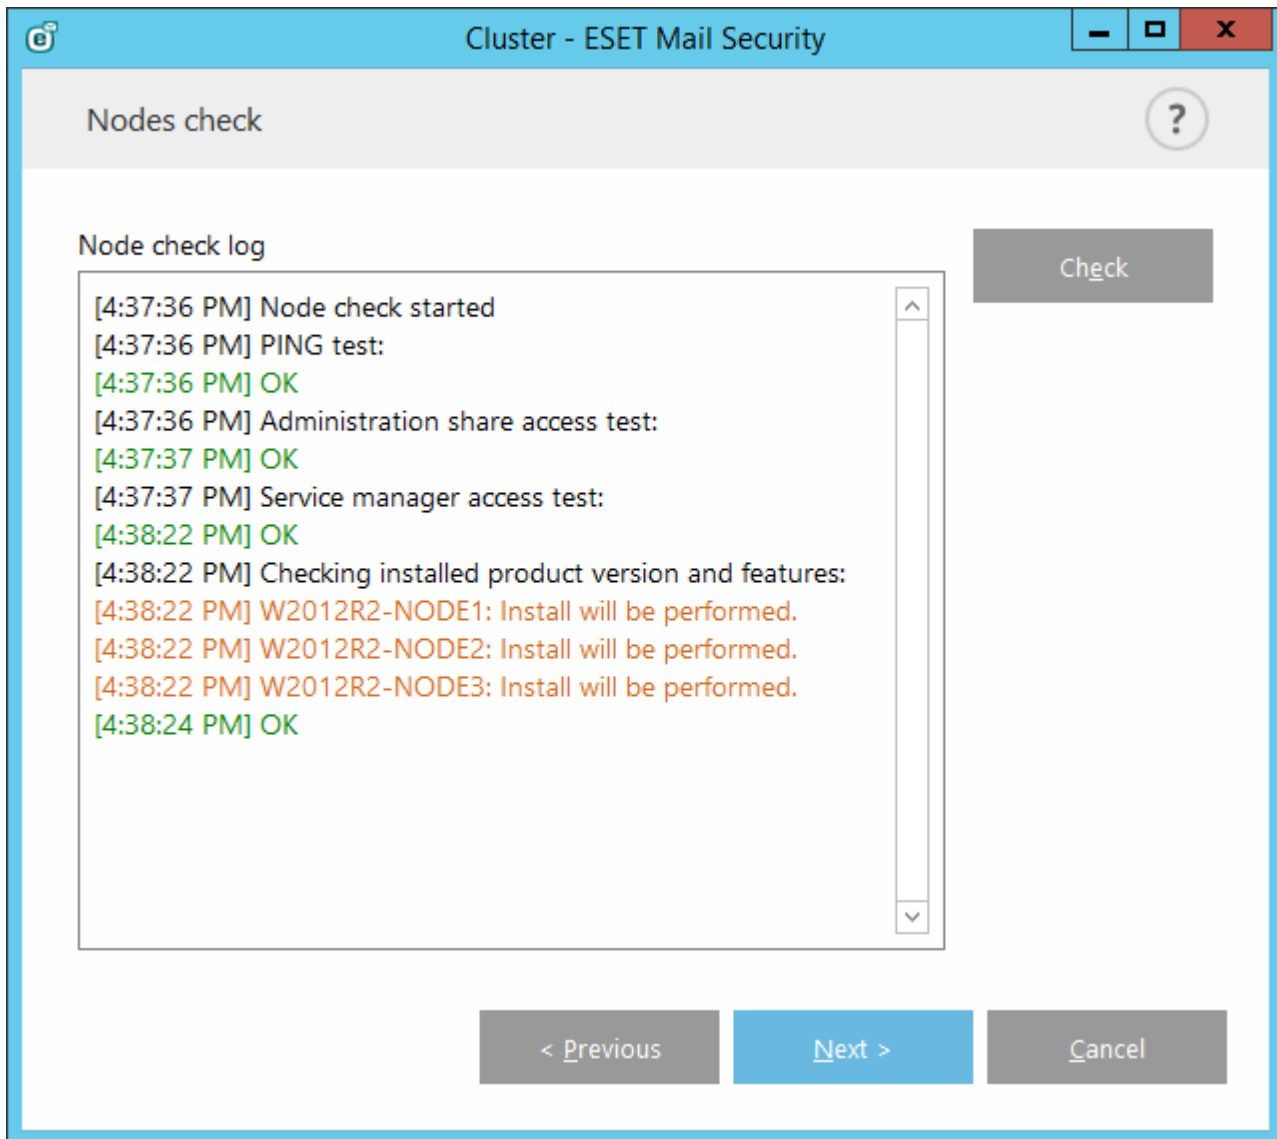 Cluster - ESET Mail Security
Nodes check
?
Node check log
Check
[4:37:36 PM] Node check started
[4:37:36 PM] PING test:
[4:37:36 PM] OK
[4:37:36 PM] Administration share access test:
[4:37:37 PM] OK
[4:37:37 PM] Service manager access test:
[4:38:22 PM] OK
[4:38:22 PM] Checking installed product version and features:
[4:38:22 PM] W2012R2-NODE1: Install will be performed.
[4:38:22 PM] W2012R2-NODE2: Install will be performed.
[4:38:22 PM] W2012R2-NODE3: Install will be performed.
[4:38:24 PM] OK
< Previous
Next >
Cancel